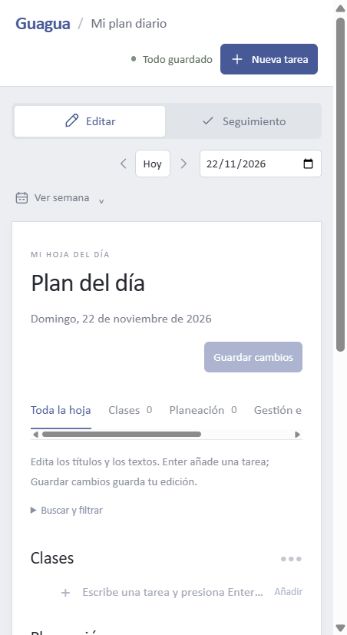 Guagua / Mi plan diario
Todo guardado
+ Nueva tarea
Editar
Seguimiento
Hoy
22/11/2026
Ver semana
MI HOJA DEL DÍA
Plan del día
Domingo, 22 de noviembre de 2026
Guardar cambios
Toda la hoja Clases 0 Planeación 0 Gestión e
Edita los títulos y los textos. Enter añade una tarea;
Guardar cambios guarda tu edición.
Buscar y filtrar
Clases
+ Escribe una tarea y presiona Enter... Añadir